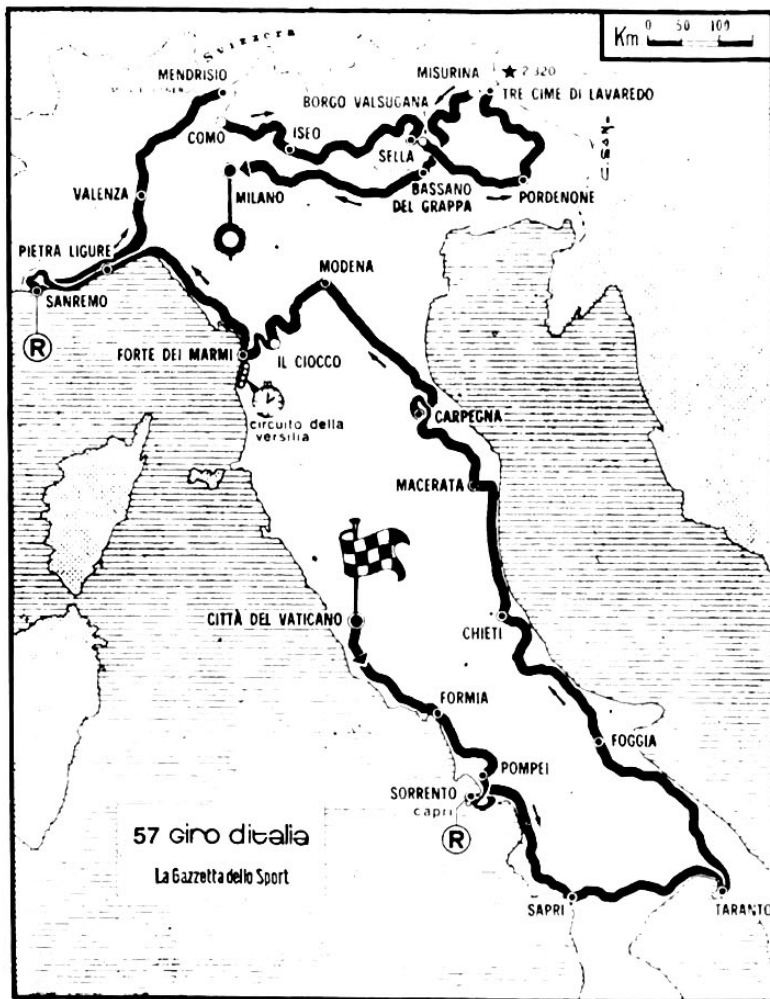 Km 0 50 100
Svizzera
MENDRISIO
MISURINA
★ 2320
TRE CIME DI LAVAREDO
BORGO VALSUGANA
COMO
ISEO
SELLA
VALENZA
MILANO
BASSANO
DEL GRAPPA
PORDENONE
PIETRA LIGURE
MODENA
SANREMO
R
FORTE DEI MARMI
IL CIOCCO
circuito della
versilia
CARPEGNA
MACERATA
CITTÀ DEL VATICANO
CHIETI
FORMIA
FOGGIA
POMPEI
SORRENTO
capri
R
57 Giro d'italia
La Gazzetta dello Sport
SAPRI
TARANTO